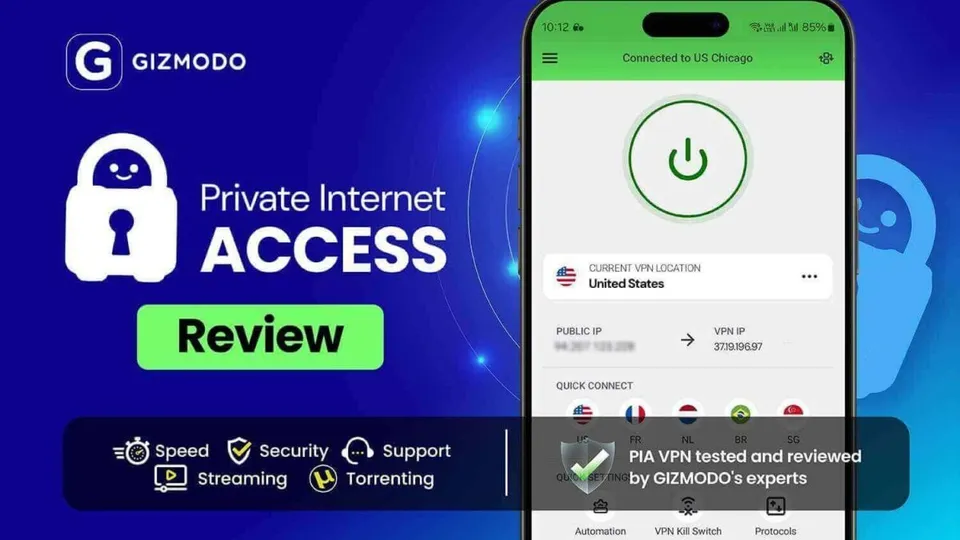 G GIZMODO
Private Internet
ACCESS
Review
Speed Security Support
Streaming Torrenting
10:12 85%
Connected to US Chicago
CURRENT VPN LOCATION
United States
PUBLIC IP VPN IP
37.19.196.97
QUICK CONNECT
US FR NL BR SG
PIA VPN tested and reviewed
by GIZMODO's experts
QUICK SETTINGS
Automation VPN Kill Switch Protocols